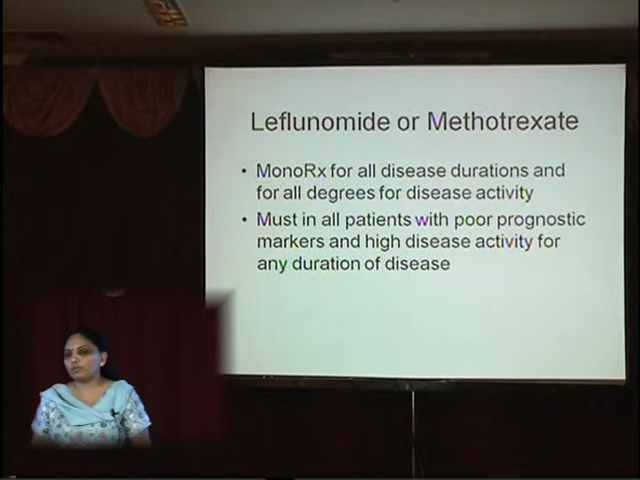 Leflunomide or Methotrexate
• MonoRx for all disease durations and
for all degrees for disease activity
• Must in all patients with poor prognostic
markers and high disease activity for
any duration of disease